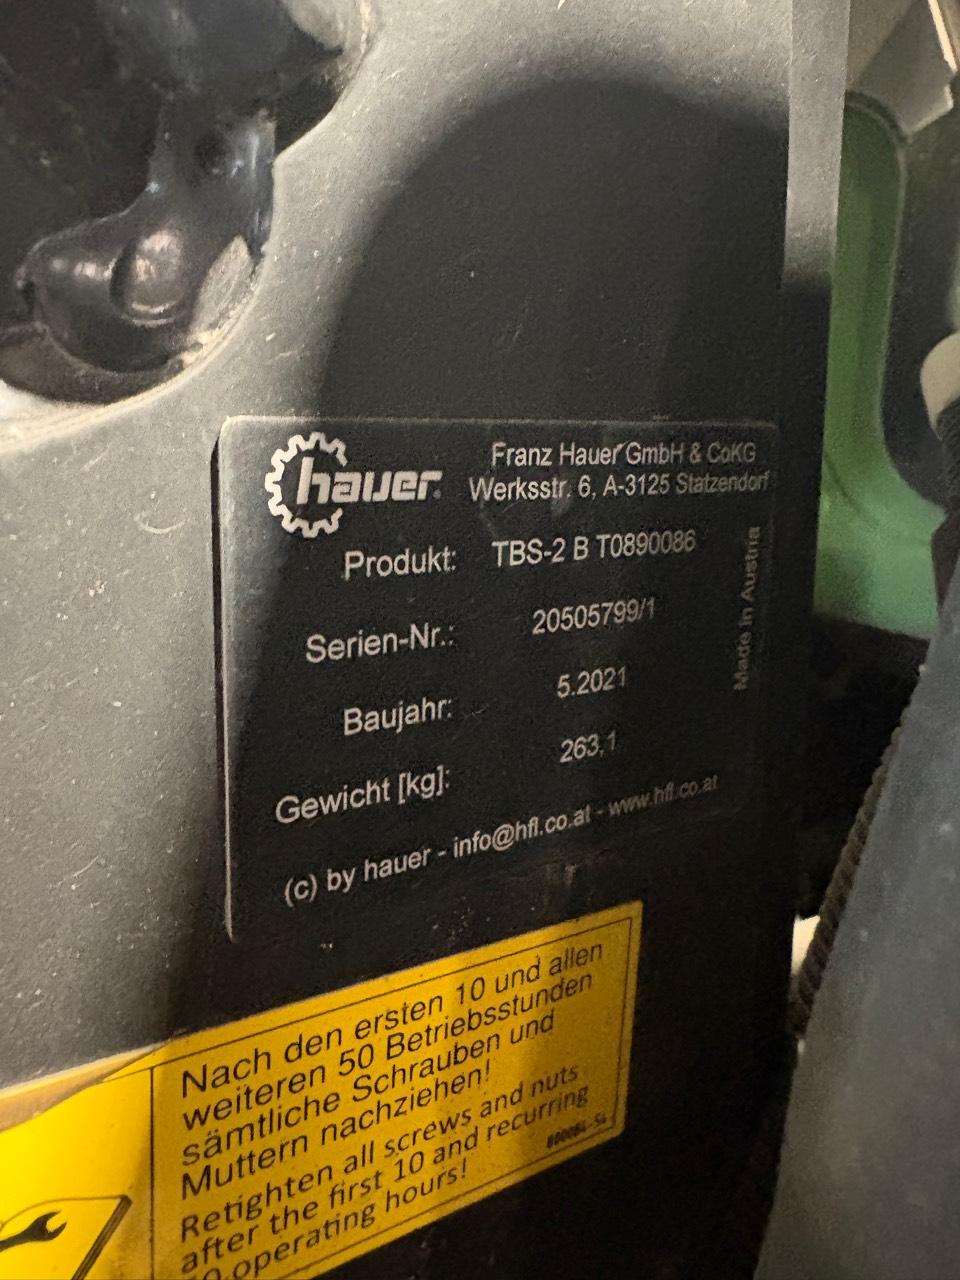 hauer
Franz Hauer GmbH & CoKG
Werksstr. 6, A-3125 Statzendorf
Produkt: TBS-2 B T0890086
Serien-Nr.: 20505799/1
Baujahr: 5.2021
Gewicht [kg]: 263,1
(c) by hauer - info@hfl.co.at - www.hfl.co.at
Made in Austria
Nach den ersten 10 und allen
weiteren 50 Betriebsstunden
sämtliche Schrauben und
Muttern nachziehen!
Retighten all screws and nuts
after the first 10 and recurring
operating hours!